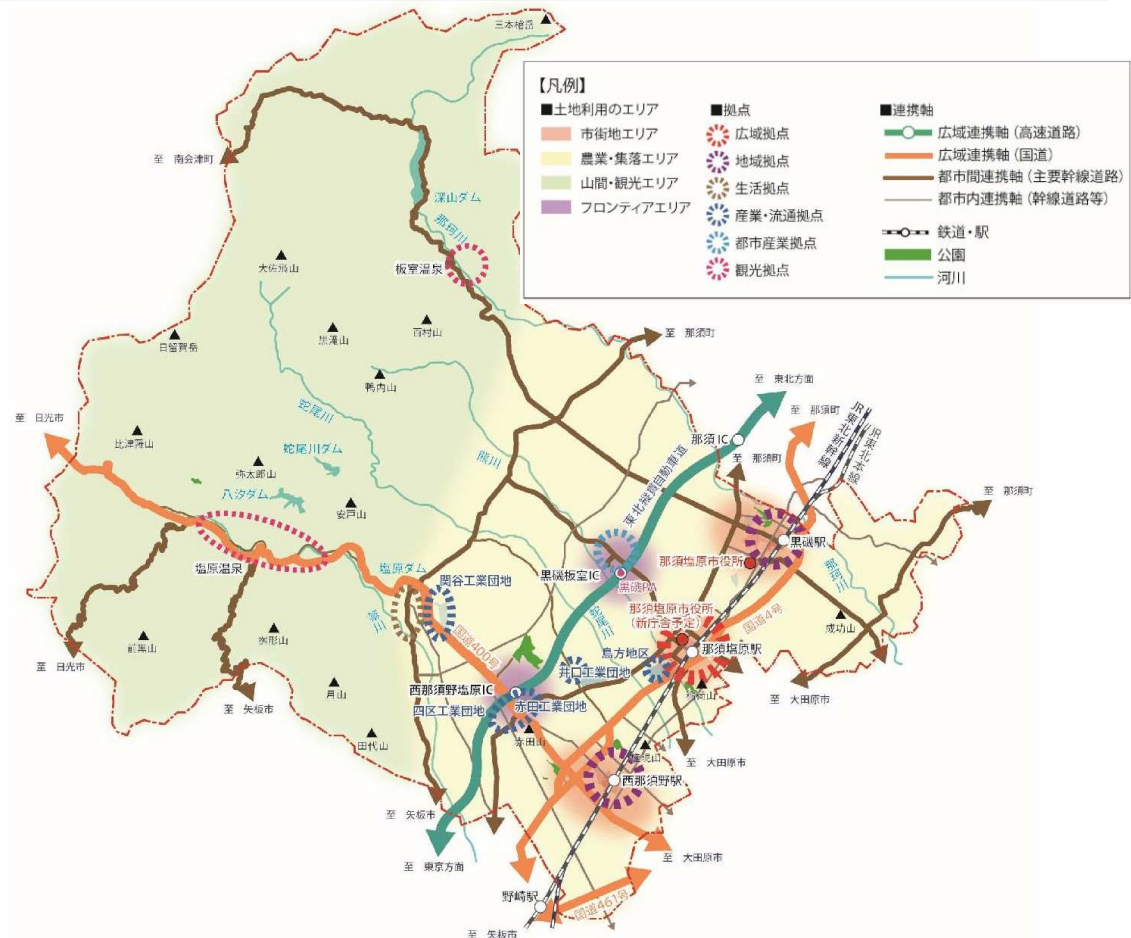 三本槍岳
【凡例】
■土地利用のエリア
市街地エリア
農業・集落エリア
山間・観光エリア
フロンティアエリア
■拠点
広域拠点
地域拠点
生活拠点
産業・流通拠点
都市産業拠点
観光拠点
■連携軸
広域連携軸（高速道路）
広域連携軸（国道）
都市間連携軸（主要幹線道路）
都市内連携軸（幹線道路等）
鉄道・駅
公園
河川
至 南会津町
深山ダム
那珂川
板室温泉
大佐飛山
百村山
黒滝山
日留賀岳
鴨内山
至 那須町
至 東北方面
至 那須町
JR東北新幹線
JR東北本線
至 日光市
比津羅山
蛇尾川
熊川
那須IC
至 那須町
弥太郎山
蛇尾川ダム
八汐ダム
安戸山
東北縦貫自動車道
至 那須町
黒磯駅
那須塩原市役所
塩原温泉
塩原ダム
関谷工業団地
黒磯板室IC
黒磯PA
那珂川
蛇尾川
那須塩原市役所
（新庁舎予定）
国道4号
箒川
国道400号
成功山
前黒山
桝形山
至 日光市
島方地区
那須塩原駅
井口工業団地
月山
西那須野塩原IC
四区工業団地
赤田工業団地
至 大田原市
至 矢板市
田代山
赤田山
至 大田原市
西那須野駅
至 矢板市
至 東京方面
至 大田原市
野崎駅
国道461号
至 矢板市